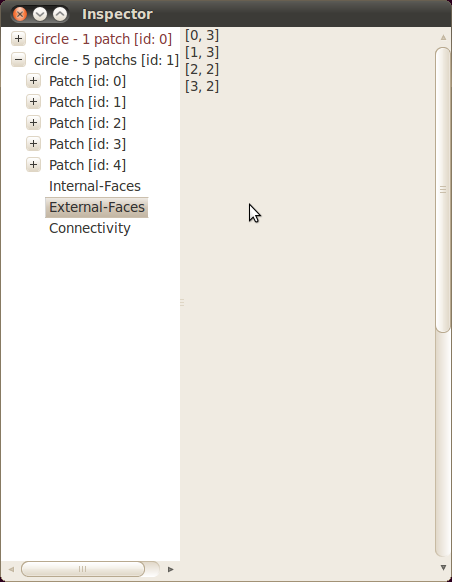 Inspector
circle - 1 patch [id: 0]
circle - 5 patchs [id: 1]
Patch [id: 0]
Patch [id: 1]
Patch [id: 2]
Patch [id: 3]
Patch [id: 4]
Internal-Faces
External-Faces
Connectivity
[0, 3]
[1, 3]
[2, 2]
[3, 2]